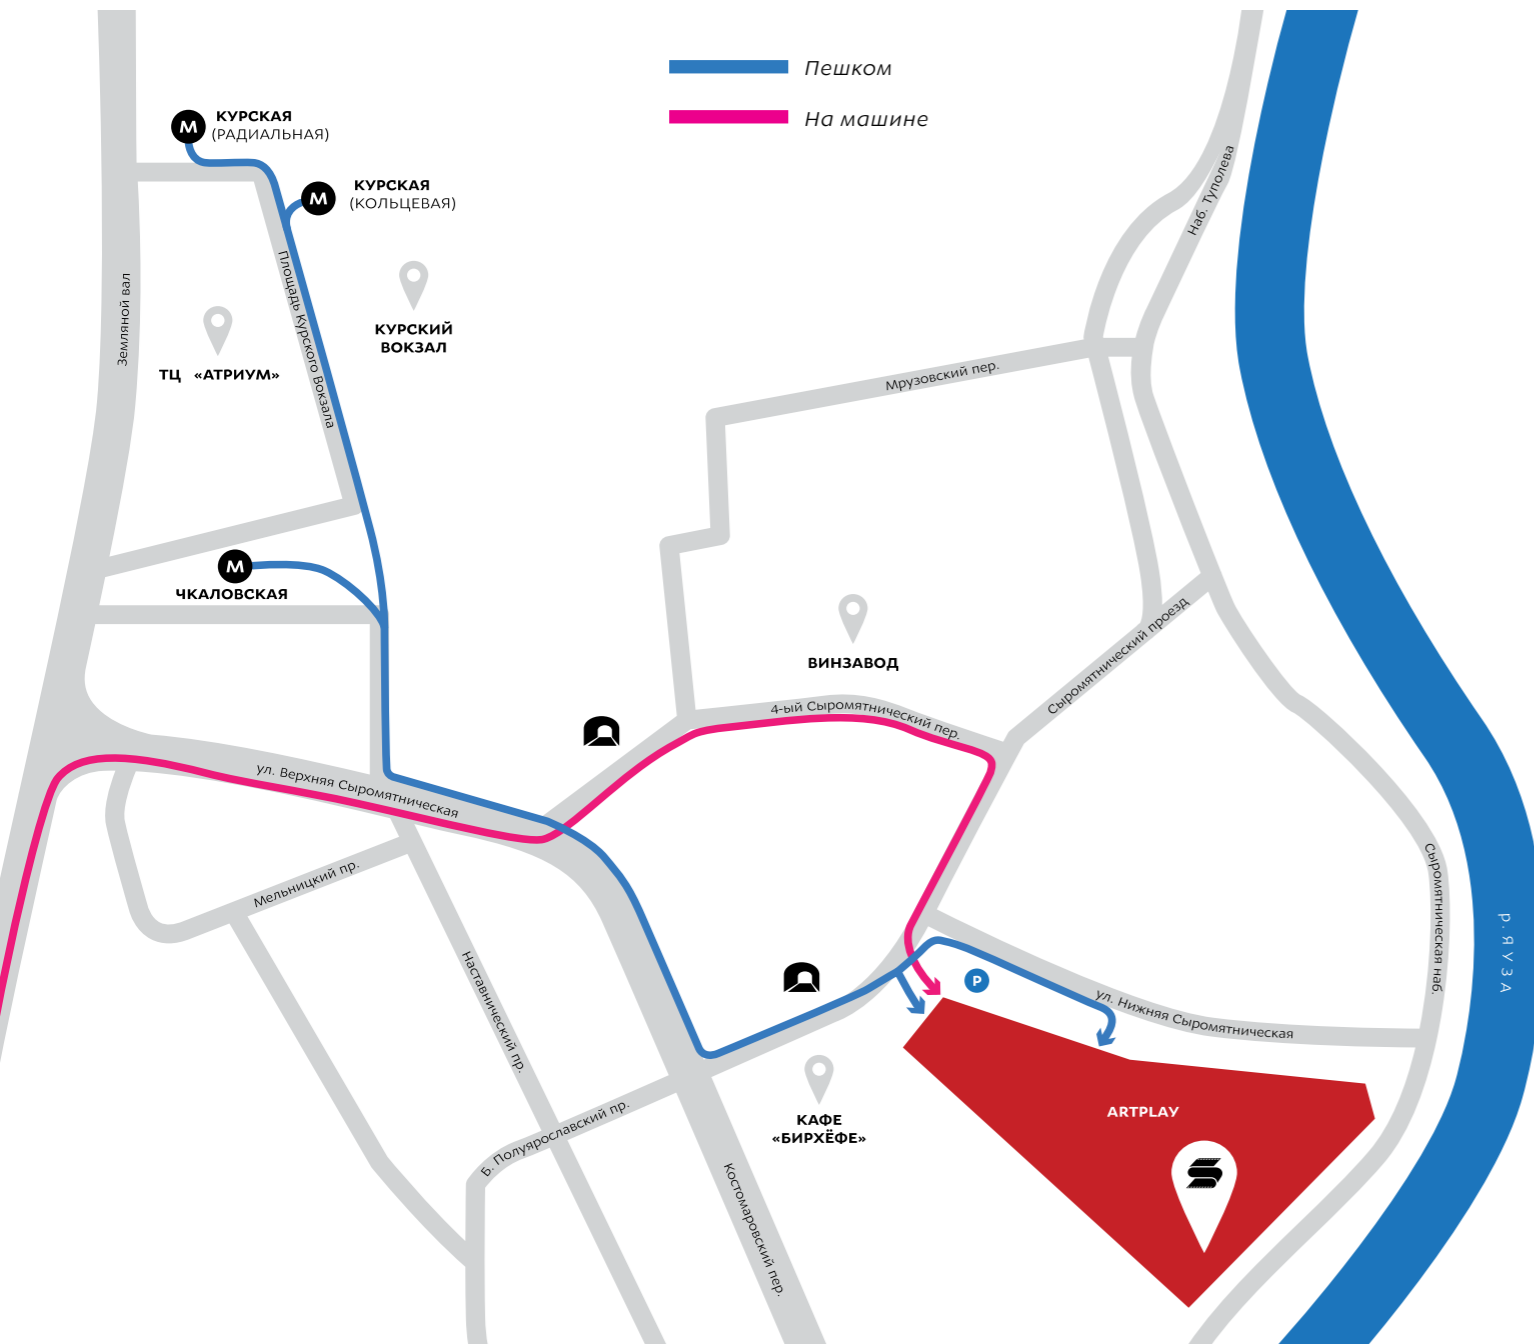 Пешком
На машине
М
КУРСКАЯ
(РАДИАЛЬНАЯ)
М
КУРСКАЯ
(КОЛЬЦЕВАЯ)
Наб. Туполева
Земляной вал
Площадь Курского Вокзала
КУРСКИЙ
ВОКЗАЛ
ТЦ «АТРИУМ»
Мрузовский пер.
М
ЧКАЛОВСКАЯ
ВИНЗАВОД
Сыромятнический проезд
4-ый Сыромятнический пер.
ул. Верхняя Сыромятническая
Мельницкий пр.
Сыромятническая наб.
р. ЯУЗА
Наставнический пр.
P
ул. Нижняя Сыромятническая
Б. Полуярославский пр.
КАФЕ
«БИРХЁФЕ»
ARTPLAY
Костомаровский пер.